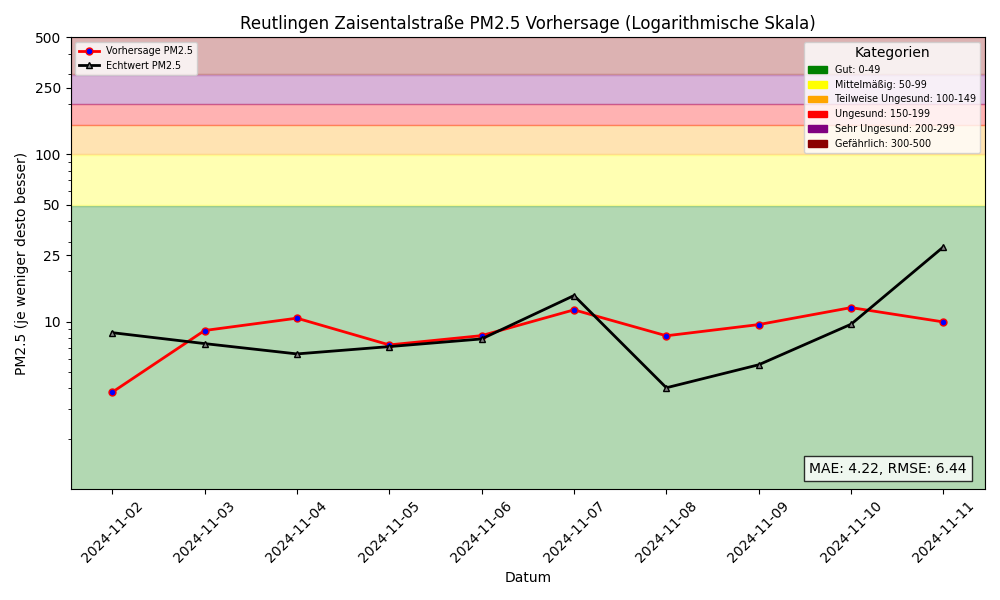 Reutlingen Zaisentalstraße PM2.5 Vorhersage (Logarithmische Skala)
Vorhersage PM2.5
Echtwert PM2.5
Kategorien
Gut: 0-49
Mittelmäßig: 50-99
Teilweise Ungesund: 100-149
Ungesund: 150-199
Sehr Ungesund: 200-299
Gefährlich: 300-500
PM2.5 (je weniger desto besser)
500
250
100
50
25
10
MAE: 4.22, RMSE: 6.44
2024-11-02
2024-11-03
2024-11-04
2024-11-05
2024-11-06
2024-11-07
2024-11-08
2024-11-09
2024-11-10
2024-11-11
Datum